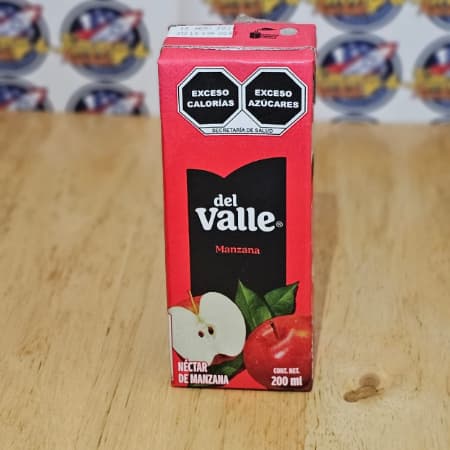 EXCESO
CALORÍAS
EXCESO
AZÚCARES
SECRETARÍA DE SALUD
del
Valle®
Manzana
NÉCTAR
DE MANZANA
CONT. NET.
200 ml